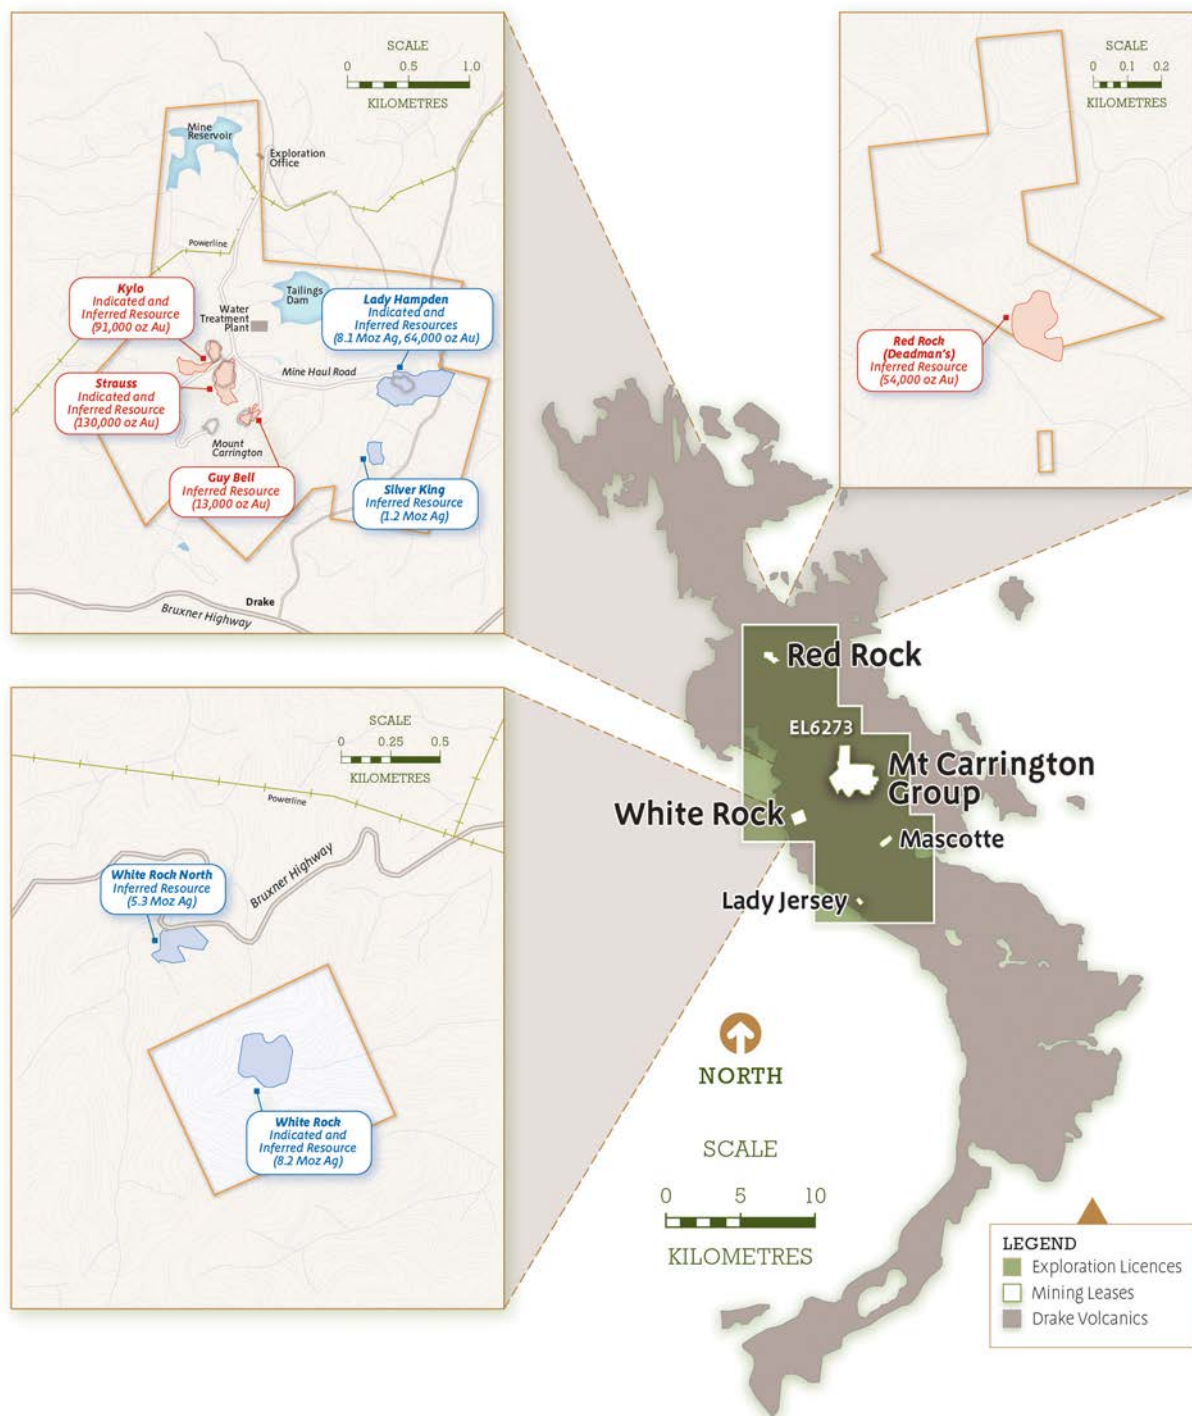 SCALE
0 0.5 1.0
KILOMETRES
Mine
Reservoir
Exploration
Office
Powerline
Kylo
Indicated and
Inferred Resource
(91,000 oz Au)
Tailings
Dam
Water
Treatment
Plant
Lady Hampden
Indicated and
Inferred Resources
(8.1 Moz Ag, 64,000 oz Au)
Mine Haul Road
Strauss
Indicated and
Inferred Resource
(130,000 oz Au)
Mount
Carrington
Guy Bell
Inferred Resource
(13,000 oz Au)
Silver King
Inferred Resource
(1.2 Moz Ag)
Drake
Bruxner Highway
SCALE
0 0.1 0.2
KILOMETRES
Red Rock
(Deadman's)
Inferred Resource
(54,000 oz Au)
SCALE
0 0.25 0.5
KILOMETRES
Powerline
Bruxner Highway
White Rock North
Inferred Resource
(5.3 Moz Ag)
White Rock
Indicated and
Inferred Resource
(8.2 Moz Ag)
Red Rock
EL6273
Mt Carrington
Group
White Rock
Mascotte
Lady Jersey
NORTH
SCALE
0 5 10
KILOMETRES
LEGEND
Exploration Licences
Mining Leases
Drake Volcanics